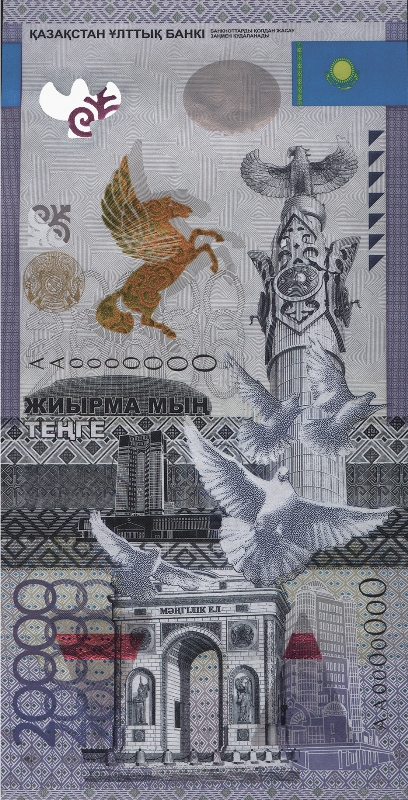 ҚАЗАҚСТАН ҰЛТТЫҚ БАНКІ
БАНКНОТТАРДЫ ҚОЛДАН ЖАСАУ
ЗАҢМЕН ҚУДАЛАНАДЫ
АА0000000
ЖИЫРМА МЫҢ
ТЕҢГЕ
МӘҢГІЛІК ЕЛ
20000
АА0000000